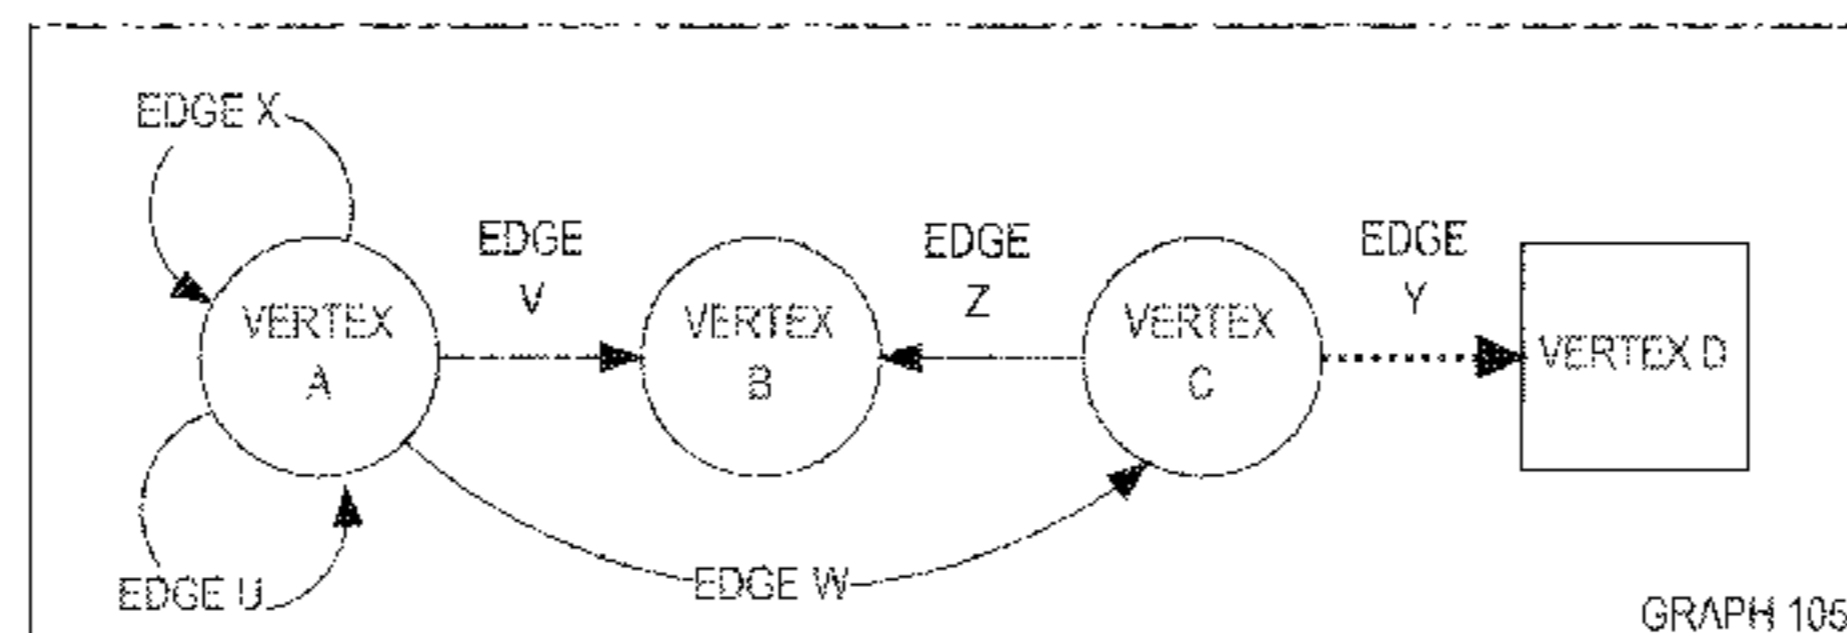 EDGE X
EDGE
V
EDGE
Z
EDGE
Y
VERTEX
A
VERTEX
B
VERTEX
C
VERTEX D
EDGE U
EDGE W
GRAPH 105